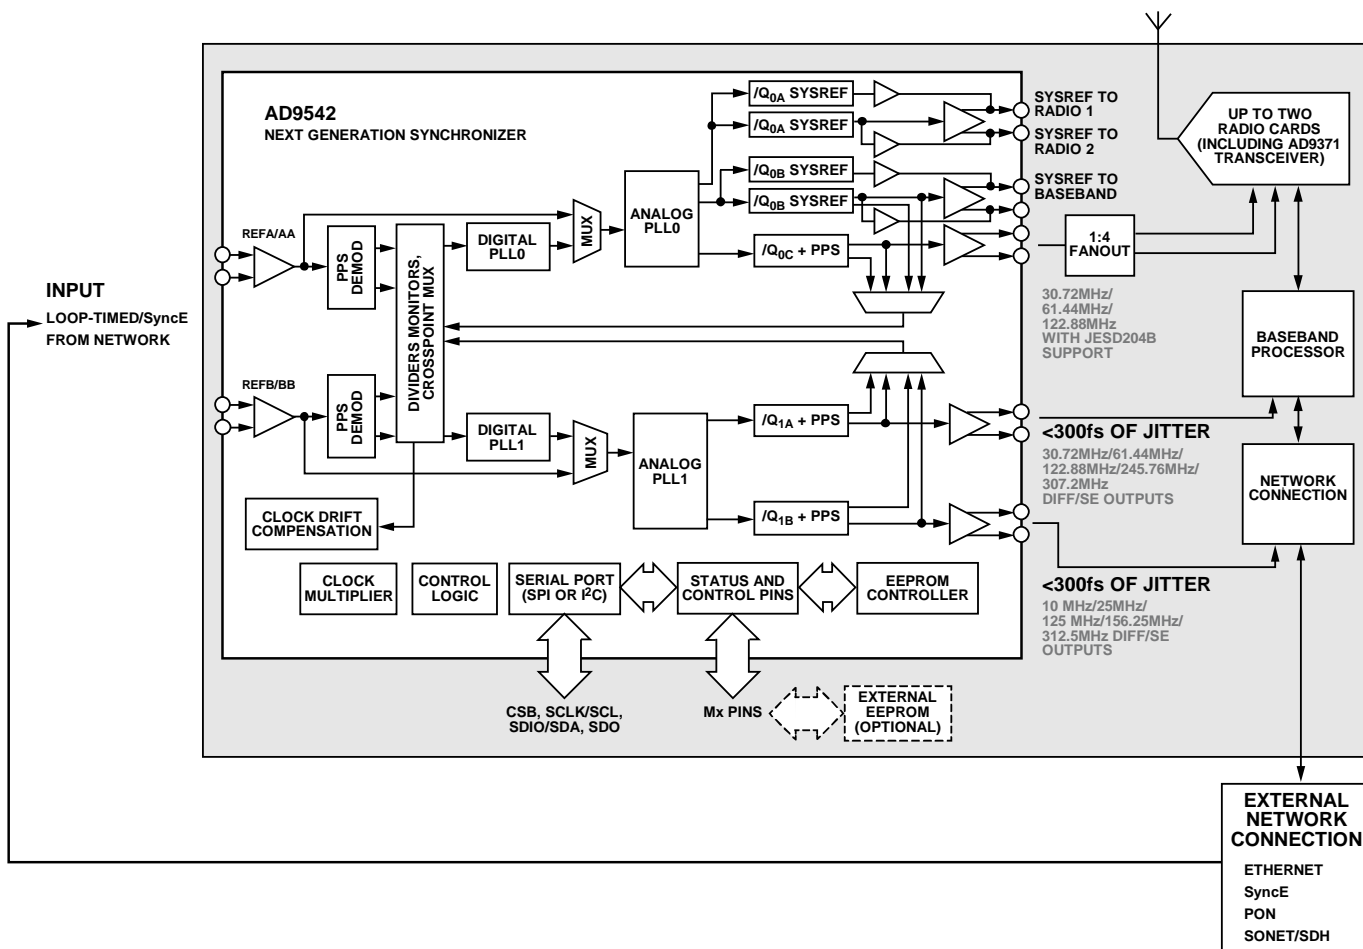 AD9542
NEXT GENERATION SYNCHRONIZER
/Q0A SYSREF
/Q0A SYSREF
/Q0B SYSREF
/Q0B SYSREF
/Q0C + PPS
SYSREF TO
RADIO 1
SYSREF TO
RADIO 2
SYSREF TO
BASEBAND
UP TO TWO
RADIO CARDS
(INCLUDING AD9371
TRANSCEIVER)
1:4
FANOUT
30.72MHz/
61.44MHz/
122.88MHz
WITH JESD204B
SUPPORT
BASEBAND
PROCESSOR
NETWORK
CONNECTION
INPUT
LOOP-TIMED/SyncE
FROM NETWORK
REFA/AA
PPS
DEMOD
DIVIDERS MONITORS,
CROSSPOINT MUX
DIGITAL
PLL0
MUX
ANALOG
PLL0
REFB/BB
PPS
DEMOD
DIGITAL
PLL1
MUX
ANALOG
PLL1
/Q1A + PPS
/Q1B + PPS
<300fs OF JITTER
30.72MHz/61.44MHz/
122.88MHz/245.76MHz/
307.2MHz
DIFF/SE OUTPUTS
<300fs OF JITTER
10 MHz/25MHz/
125 MHz/156.25MHz/
312.5MHz DIFF/SE
OUTPUTS
CLOCK DRIFT
COMPENSATION
CLOCK
MULTIPLIER
CONTROL
LOGIC
SERIAL PORT
(SPI OR I²C)
STATUS AND
CONTROL PINS
EEPROM
CONTROLLER
CSB, SCLK/SCL,
SDIO/SDA, SDO
Mx PINS
EXTERNAL
EEPROM
(OPTIONAL)
EXTERNAL
NETWORK
CONNECTION
ETHERNET
SyncE
PON
SONET/SDH